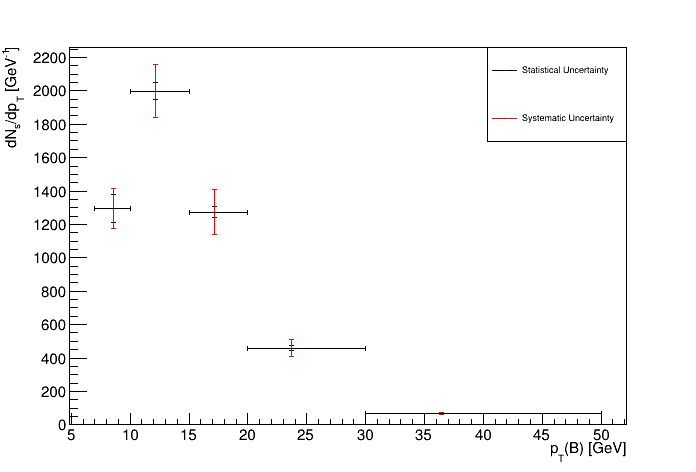 dN_s/dp_T [GeV^-1]
2200
2000
1800
1600
1400
1200
1000
800
600
400
200
0
Statistical Uncertainty
Systematic Uncertainty
5 10 15 20 25 30 35 40 45 50
p_T(B) [GeV]